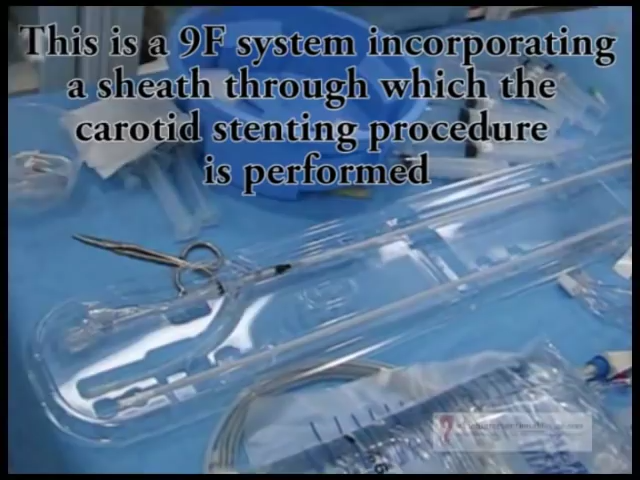 This is a 9F system incorporating
a sheath through which the
carotid stenting procedure
is performed